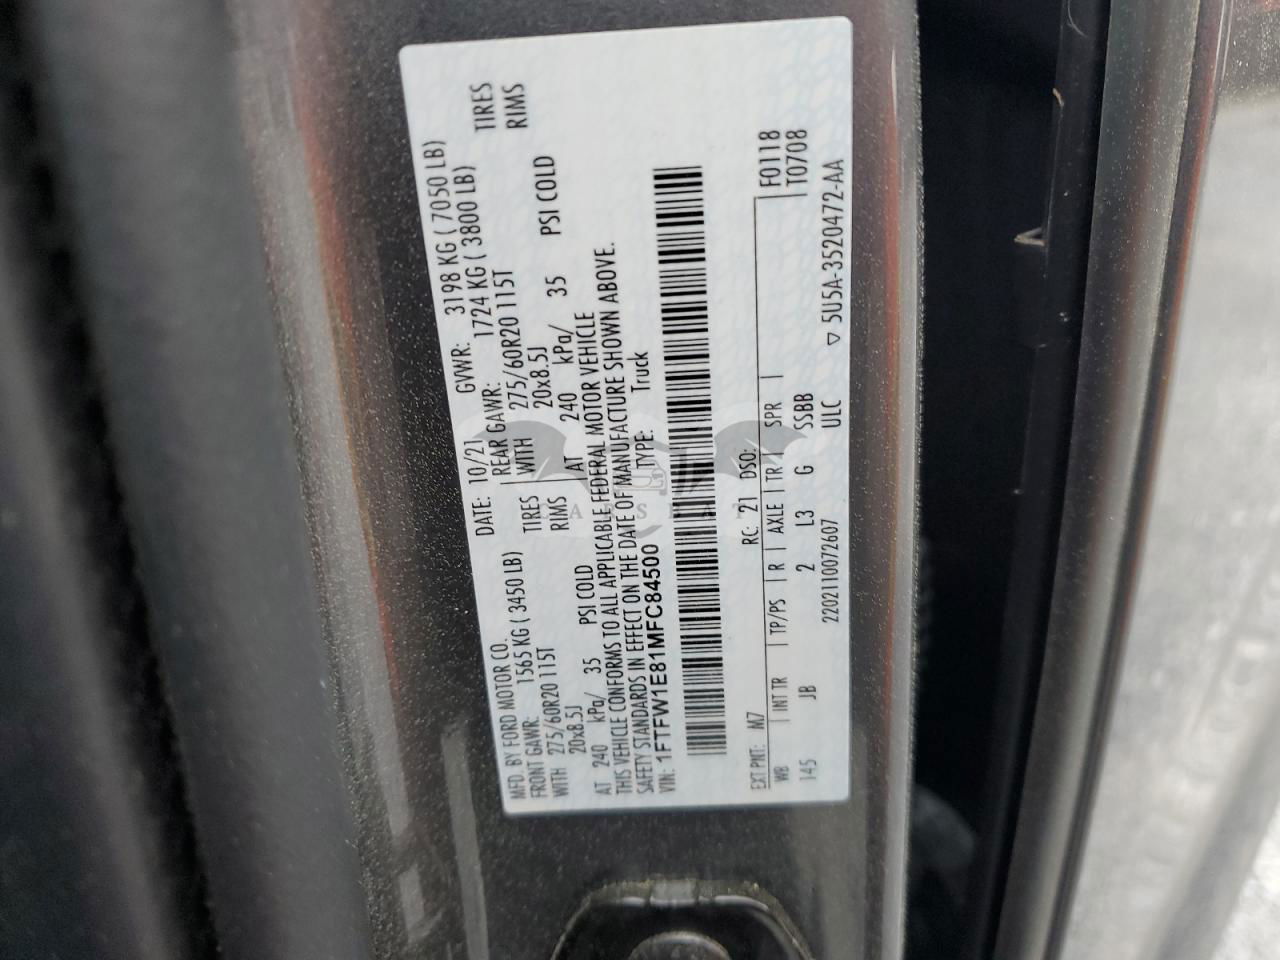 MFD. BY FORD MOTOR CO.
DATE: 10/21 GVWR: 3198 KG ( 7050 LB)
FRONT GAWR: 1565 KG ( 3450 LB) REAR GAWR: 1724 KG ( 3800 LB)
WITH 275/60R20 115T TIRES WITH 275/60R20 115T TIRES
20x8.5J RIMS 20x8.5J RIMS
AT 240 kPa/ 35 PSI COLD AT 240 kPa/ 35 PSI COLD
THIS VEHICLE CONFORMS TO ALL APPLICABLE FEDERAL MOTOR VEHICLE
SAFETY STANDARDS IN EFFECT ON THE DATE OF MANUFACTURE SHOWN ABOVE.
VIN: 1FTFW1E81MFC84500 TYPE: Truck
EXT PNT: M7 RC: 21 DSO: F0118
WB INT TR TP/PS R AXLE TR SPR T0708
145 JB 2 L3 G SSBB
2202110072607 ULC ▽ 5U5A-3520472-AA